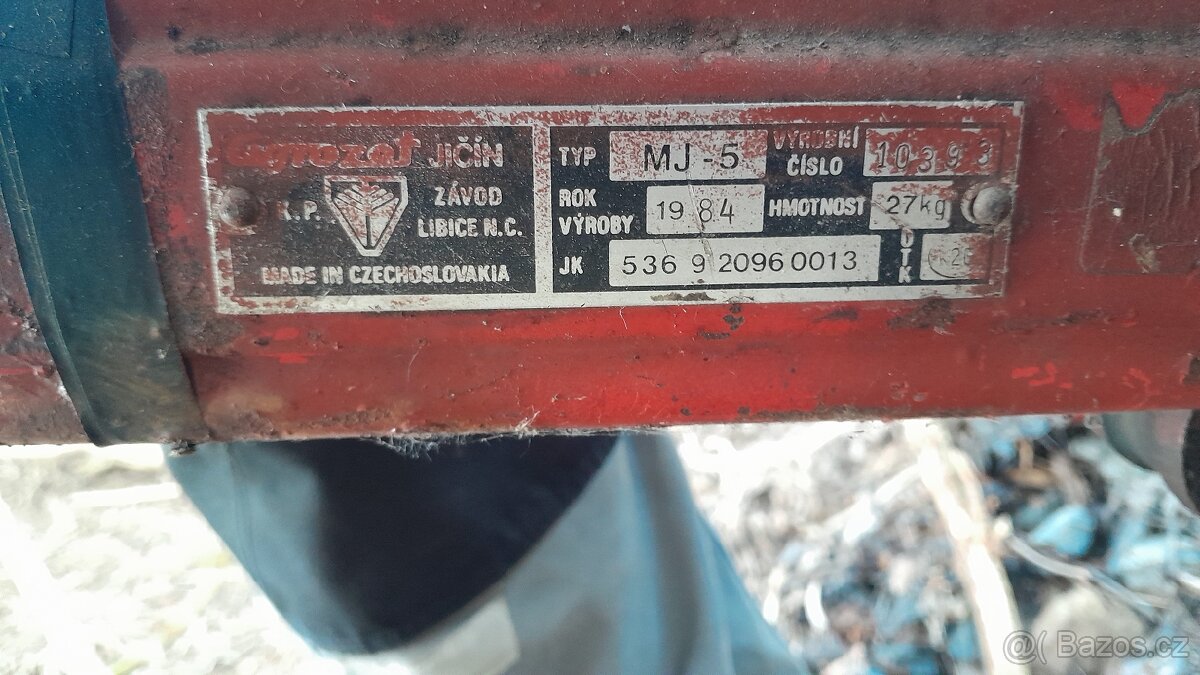 agrozet JIČÍN
K.P. ZÁVOD
LIBICE N.C.
MADE IN CZECHOSLOVAKIA
TYP MJ-5 VÝROBNÍ ČÍSLO 10393
ROK VÝROBY 1984 HMOTNOST 27kg
JK 536 9 2096 0013 OTK
@( Bazos.cz